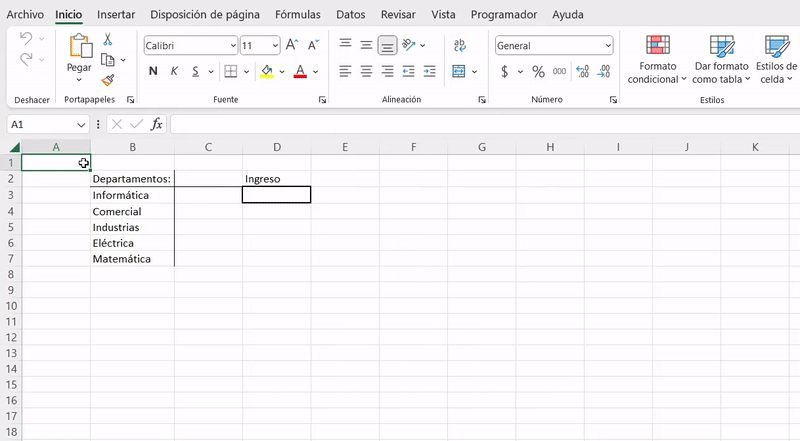 Archivo Inicio Insertar Disposición de página Fórmulas Datos Revisar Vista Programador Ayuda
Pegar
Calibri 11 A A
N K S A
ab c
General
$ % 000 ,00 ,00
Formato condicional
Dar formato como tabla
Estilos de celda
Deshacer Portapapeles Fuente Alineación Número Estilos
A1 fx
A B C D E F G H I J K
1
2 Departamentos: Ingreso
3 Informática
4 Comercial
5 Industrias
6 Eléctrica
7 Matemática
8
9
10
11
12
13
14
15
16
17
18